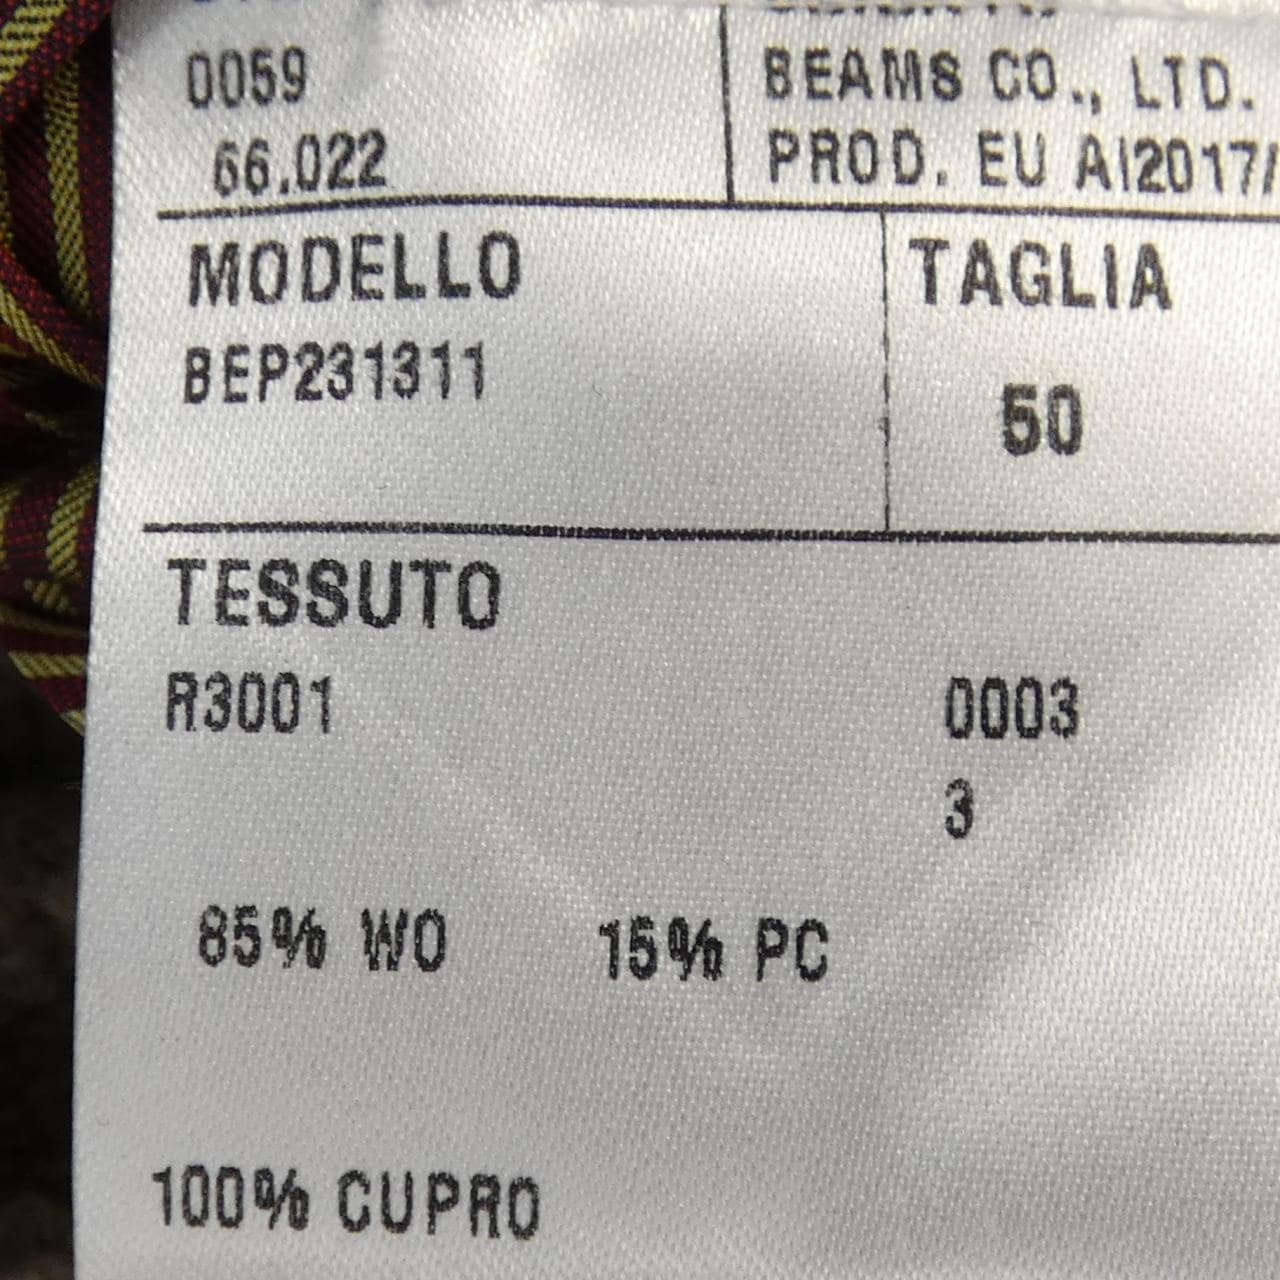 0059
BEAMS CO., LTD.
66.022
PROD. EU AI2017/
MODELLO
TAGLIA
BEP231311
50
TESSUTO
R3001
0003
3
85% WO
15% PC
100% CUPRO